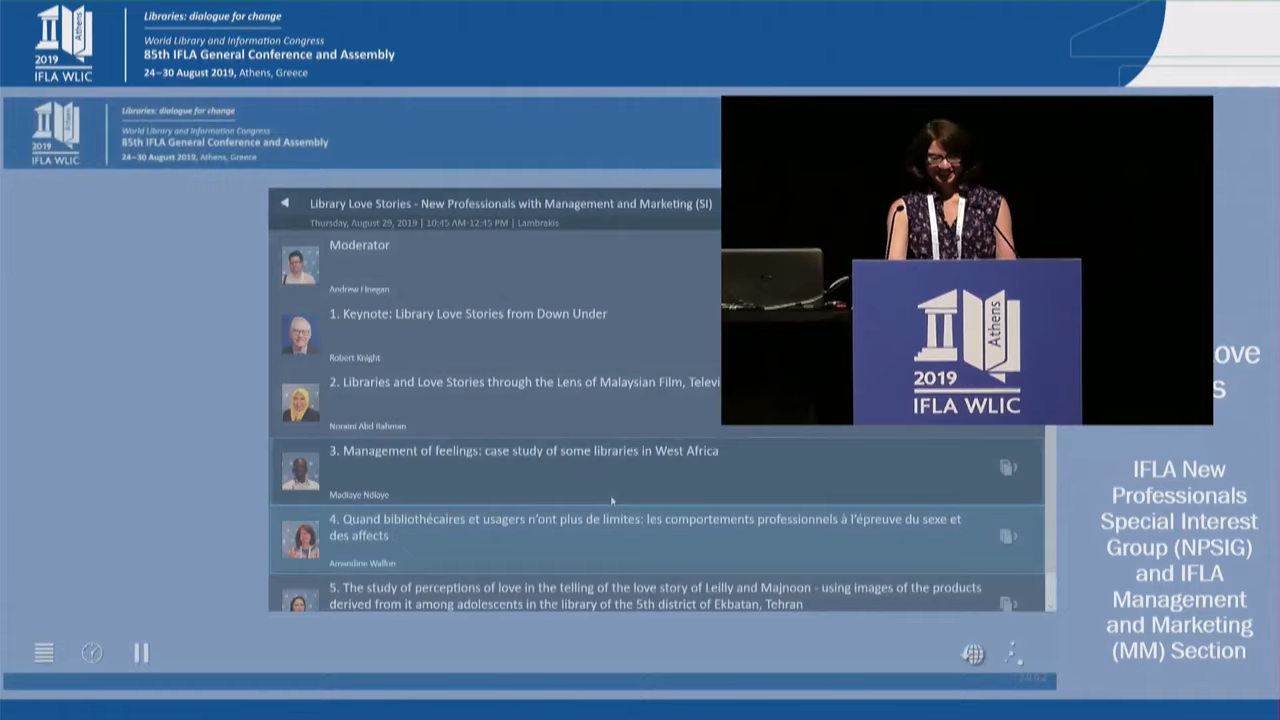 Libraries: dialogue for change
World Library and Information Congress
85th IFLA General Conference and Assembly
24–30 August 2019, Athens, Greece
Athens
2019
IFLA WLIC
Libraries: dialogue for change
World Library and Information Congress
85th IFLA General Conference and Assembly
24–30 August 2019, Athens, Greece
2019
IFLA WLIC
Library Love Stories - New Professionals with Management and Marketing (SI)
Thursday, August 29, 2019 | 10:45 AM-12:45 PM | Lambrakis
Moderator
Andrew
1. Keynote: Library Love Stories from Down Under
Robert Knight
2. Libraries and Love Stories through the Lens of Malaysian Film, Televi
Noraini Abd Rahman
3. Management of feelings: case study of some libraries in West Africa
Madiaye Ndiaye
4. Quand bibliothécaires et usagers n’ont plus de limites: les comportements professionnels à l’épreuve du sexe et
des affects
Amandine Wallon
5. The study of perceptions of love in the telling of the love story of Leilly and Majnoon - using images of the products
derived from it among adolescents in the library of the 5th district of Ekbatan, Tehran
Athens
2019
IFLA WLIC
ove
s
IFLA New
Professionals
Special Interest
Group (NPSIG)
and IFLA
Management
and Marketing
(MM) Section